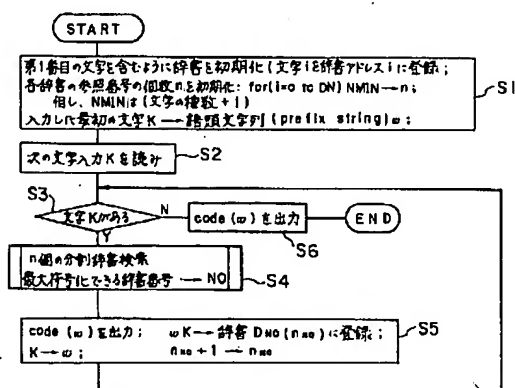 START
第1番目の文字を含むように辞書を初期化(文字iを辞書アドレスiに登録;
各辞書の参照番号の個数nを初期化: for(i=0 to DN) NMIN→n;
但し、NMINは(文字の種数+1)
入力した最初の文字K→語頭文字列(prefix string)ω;
S1
次の文字入力Kを読み
S2
S3
文字Kがある
N
code(ω)を出力
END
S6
Y
n個の分割辞書検索
最大符号化できる辞書番号→NO
S4
code(ω)を出力; ωK→辞書DNO(nNO)に登録;
K→ω; nNO+1→nNO
S5